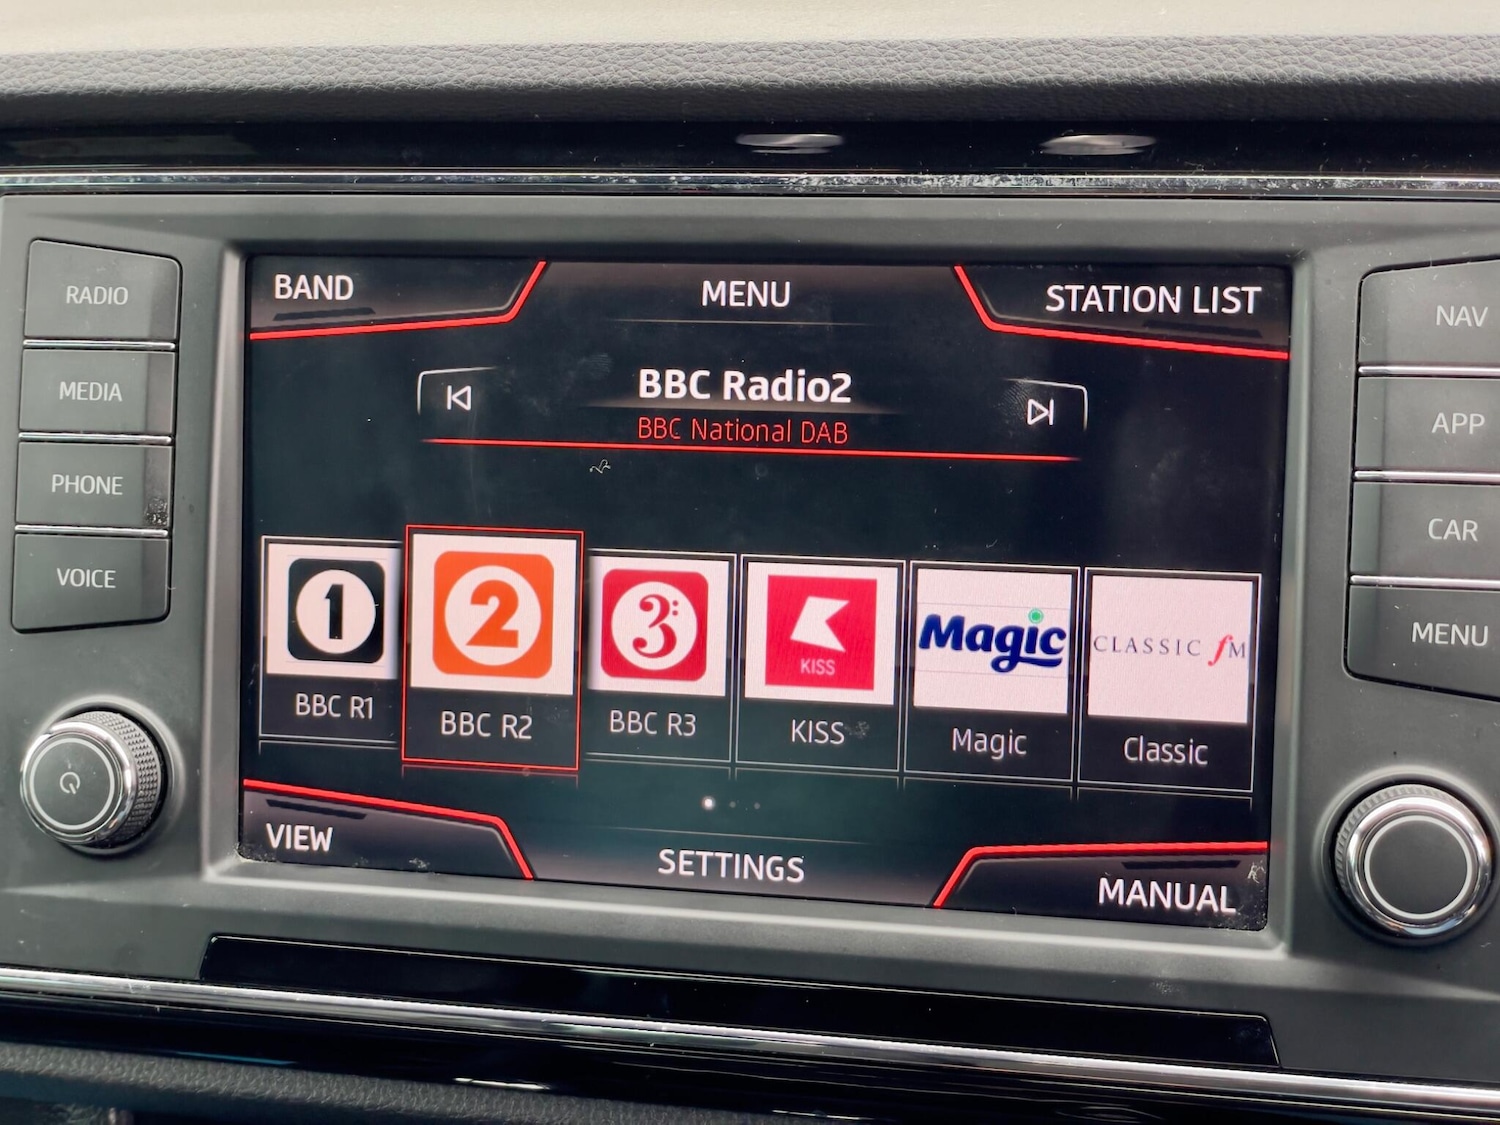 BAND
MENU
STATION LIST
RADIO
MEDIA
PHONE
VOICE
NAV
APP
CAR
MENU
BBC Radio2
BBC National DAB
1
2
3
KISS
Magic
CLASSIC fM
BBC R1
BBC R2
BBC R3
KISS
Magic
Classic
VIEW
SETTINGS
MANUAL